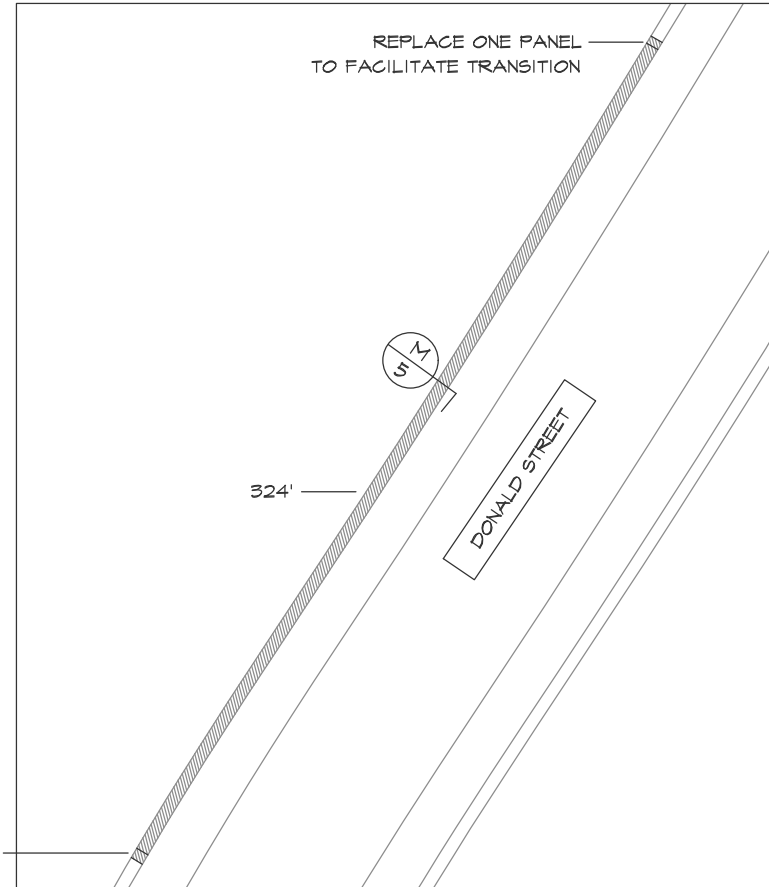 REPLACE ONE PANEL
TO FACILITATE TRANSITION
M
5
324'
DONALD STREET